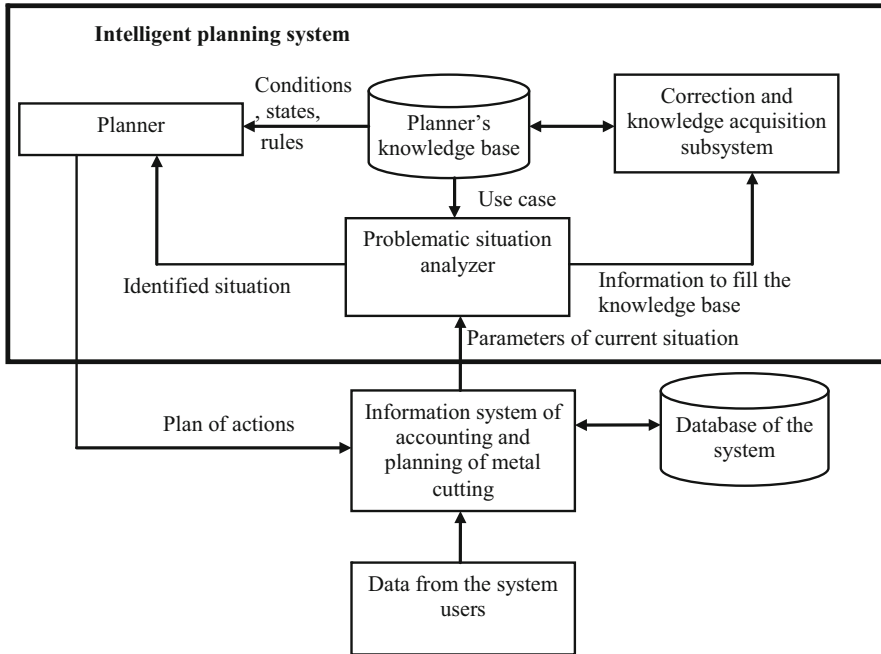 Intelligent planning system
Conditions
, states,
rules
Planner
Planner’s
knowledge base
Correction and
knowledge acquisition
subsystem
Use case
Problematic situation
analyzer
Identified situation
Information to fill the
knowledge base
Parameters of current situation
Plan of actions
Information system of
accounting and
planning of metal
cutting
Database of the
system
Data from the system
users